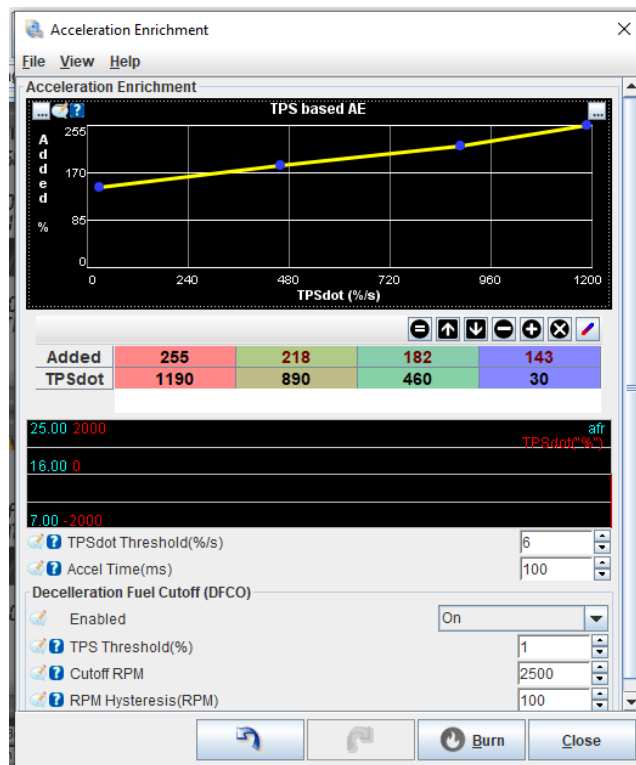 Acceleration Enrichment
File View Help
Acceleration Enrichment
... ? TPS based AE ...
Added %
255
170
85
0
0 240 480 720 960 1200
TPSdot (%/s)
Added 255 218 182 143
TPSdot 1190 890 460 30
25.00 2000 afr
TPSdot("%")
16.00 0
7.00 -2000
? TPSdot Threshold(%/s) 6
? Accel Time(ms) 100
Decelleration Fuel Cutoff (DFCO)
Enabled On
? TPS Threshold(%) 1
? Cutoff RPM 2500
? RPM Hysteresis(RPM) 100
Burn Close